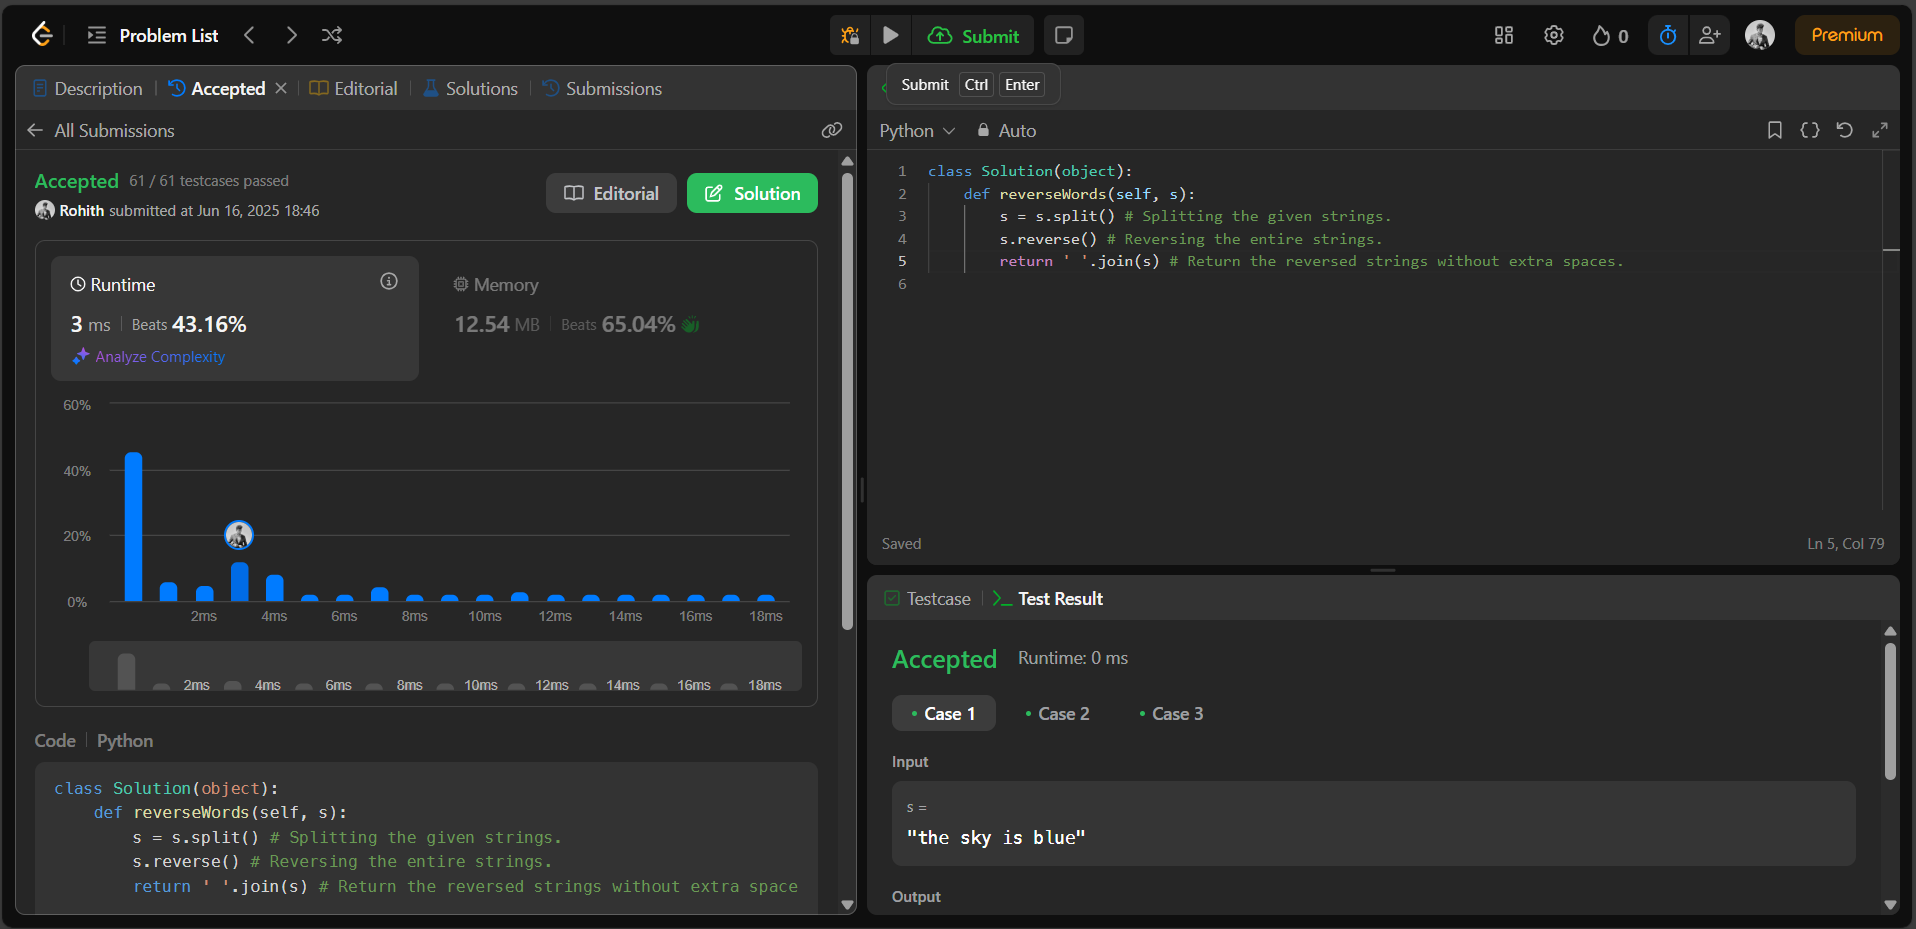 Problem List
Submit
0
Premium
Description
Accepted
Editorial
Solutions
Submissions
Submit Ctrl Enter
All Submissions
Accepted 61 / 61 testcases passed
Rohith submitted at Jun 16, 2025 18:46
Editorial
Solution
Runtime
3 ms Beats 43.16%
Analyze Complexity
Memory
12.54 MB Beats 65.04%
60%
40%
20%
0%
2ms 4ms 6ms 8ms 10ms 12ms 14ms 16ms 18ms
2ms 4ms 6ms 8ms 10ms 12ms 14ms 16ms 18ms
Code Python
class Solution(object):
def reverseWords(self, s):
s = s.split() # Splitting the given strings.
s.reverse() # Reversing the entire strings.
return ' '.join(s) # Return the reversed strings without extra space
Python Auto
1 class Solution(object):
2 def reverseWords(self, s):
3 s = s.split() # Splitting the given strings.
4 s.reverse() # Reversing the entire strings.
5 return ' '.join(s) # Return the reversed strings without extra spaces.
6
Saved
Ln 5, Col 79
Testcase
Test Result
Accepted Runtime: 0 ms
Case 1
Case 2
Case 3
Input
s =
"the sky is blue"
Output